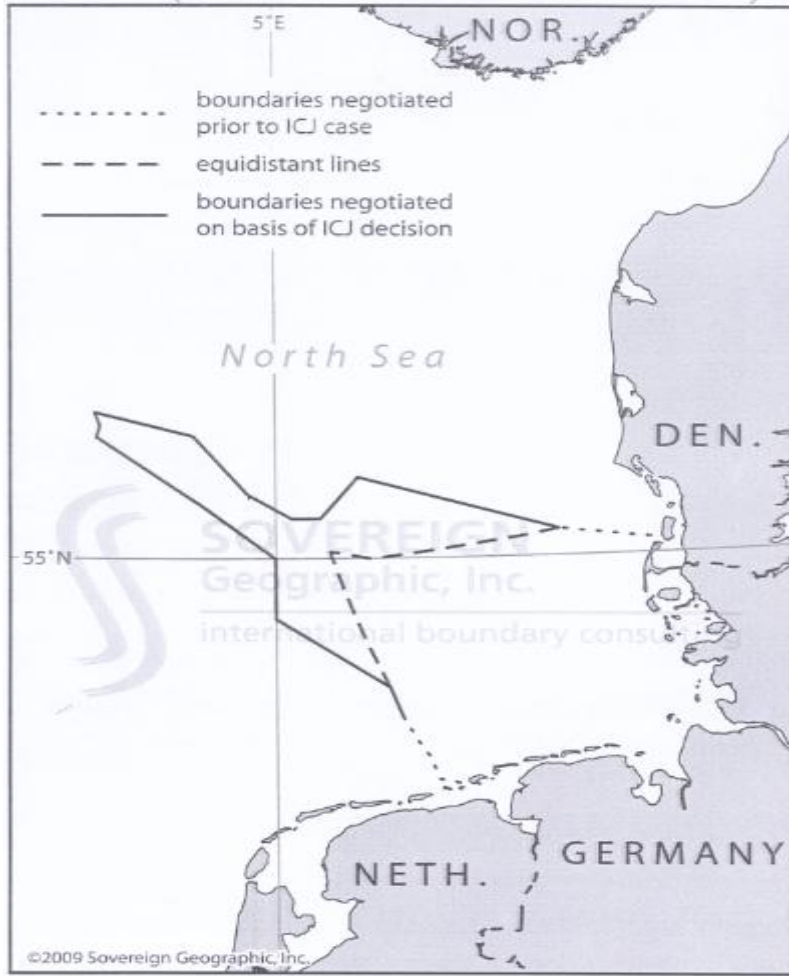 5°E
NOR.
boundaries negotiated
prior to ICJ case
equidistant lines
boundaries negotiated
on basis of ICJ decision
North Sea
DEN.
SOVEREIGN
55°N
Geographic, Inc.
international boundary consulting
NETH.
GERMANY
©2009 Sovereign Geographic, Inc.